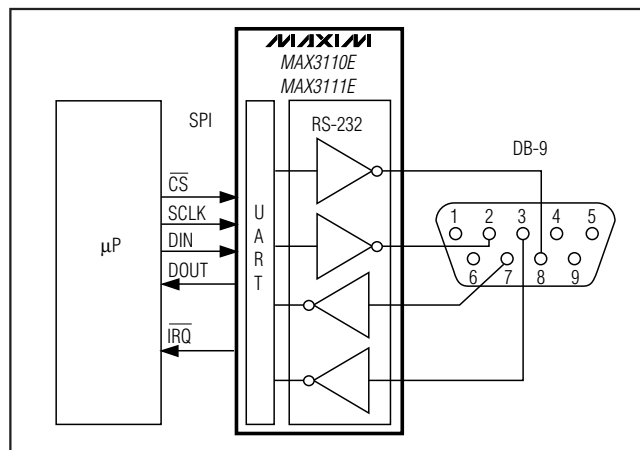 MAXIM
MAX3110E
MAX3111E
SPI
RS-232
DB-9
μP
CS
SCLK
DIN
DOUT
IRQ
UART
1 2 3 4 5
6 7 8 9